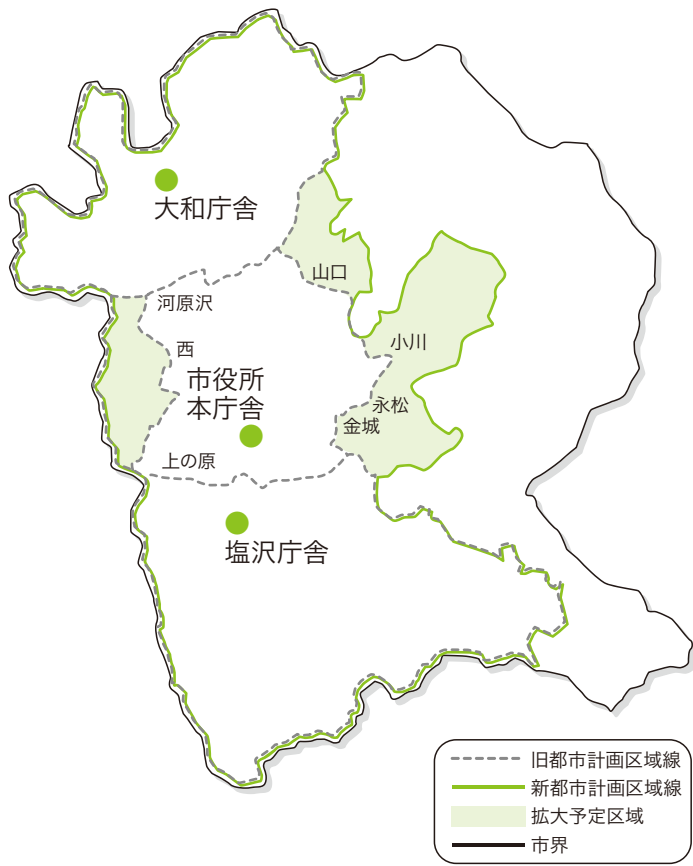 大和庁舎
山口
河原沢
小川
西
市役所
本庁舎
永松
金城
上の原
塩沢庁舎
旧都市計画区域線
新都市計画区域線
拡大予定区域
市界